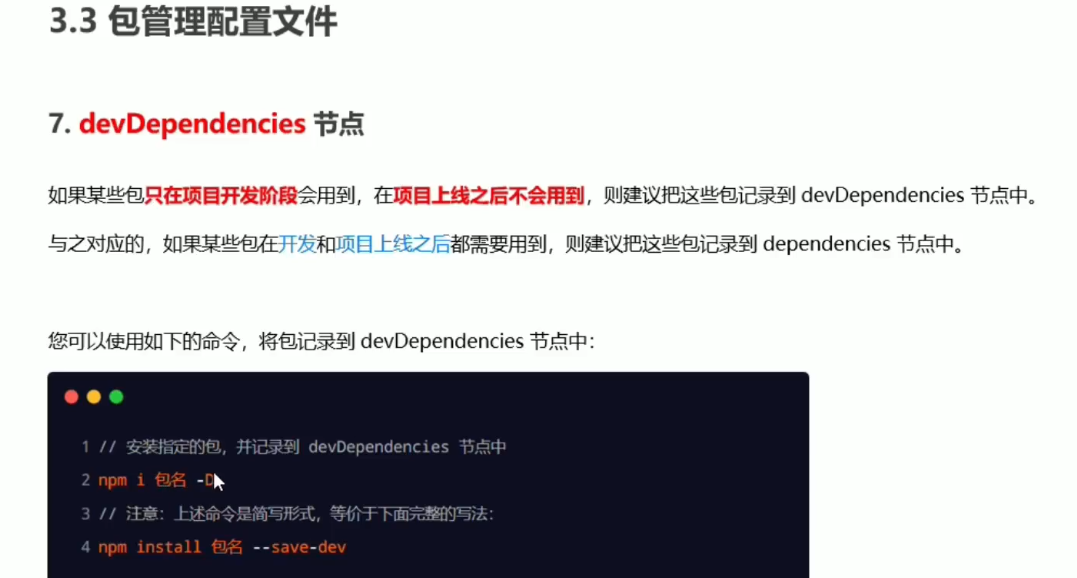 3.3 包管理配置文件
7. devDependencies 节点
如果某些包只在项目开发阶段会用到，在项目上线之后不会用到，则建议把这些包记录到 devDependencies 节点中。
与之对应的，如果某些包在开发和项目上线之后都需要用到，则建议把这些包记录到 dependencies 节点中。
您可以使用如下的命令，将包记录到 devDependencies 节点中：
1 // 安装指定的包，并记录到 devDependencies 节点中
2 npm i 包名 -D
3 // 注意：上述命令是简写形式，等价于下面完整的写法：
4 npm install 包名 --save-dev